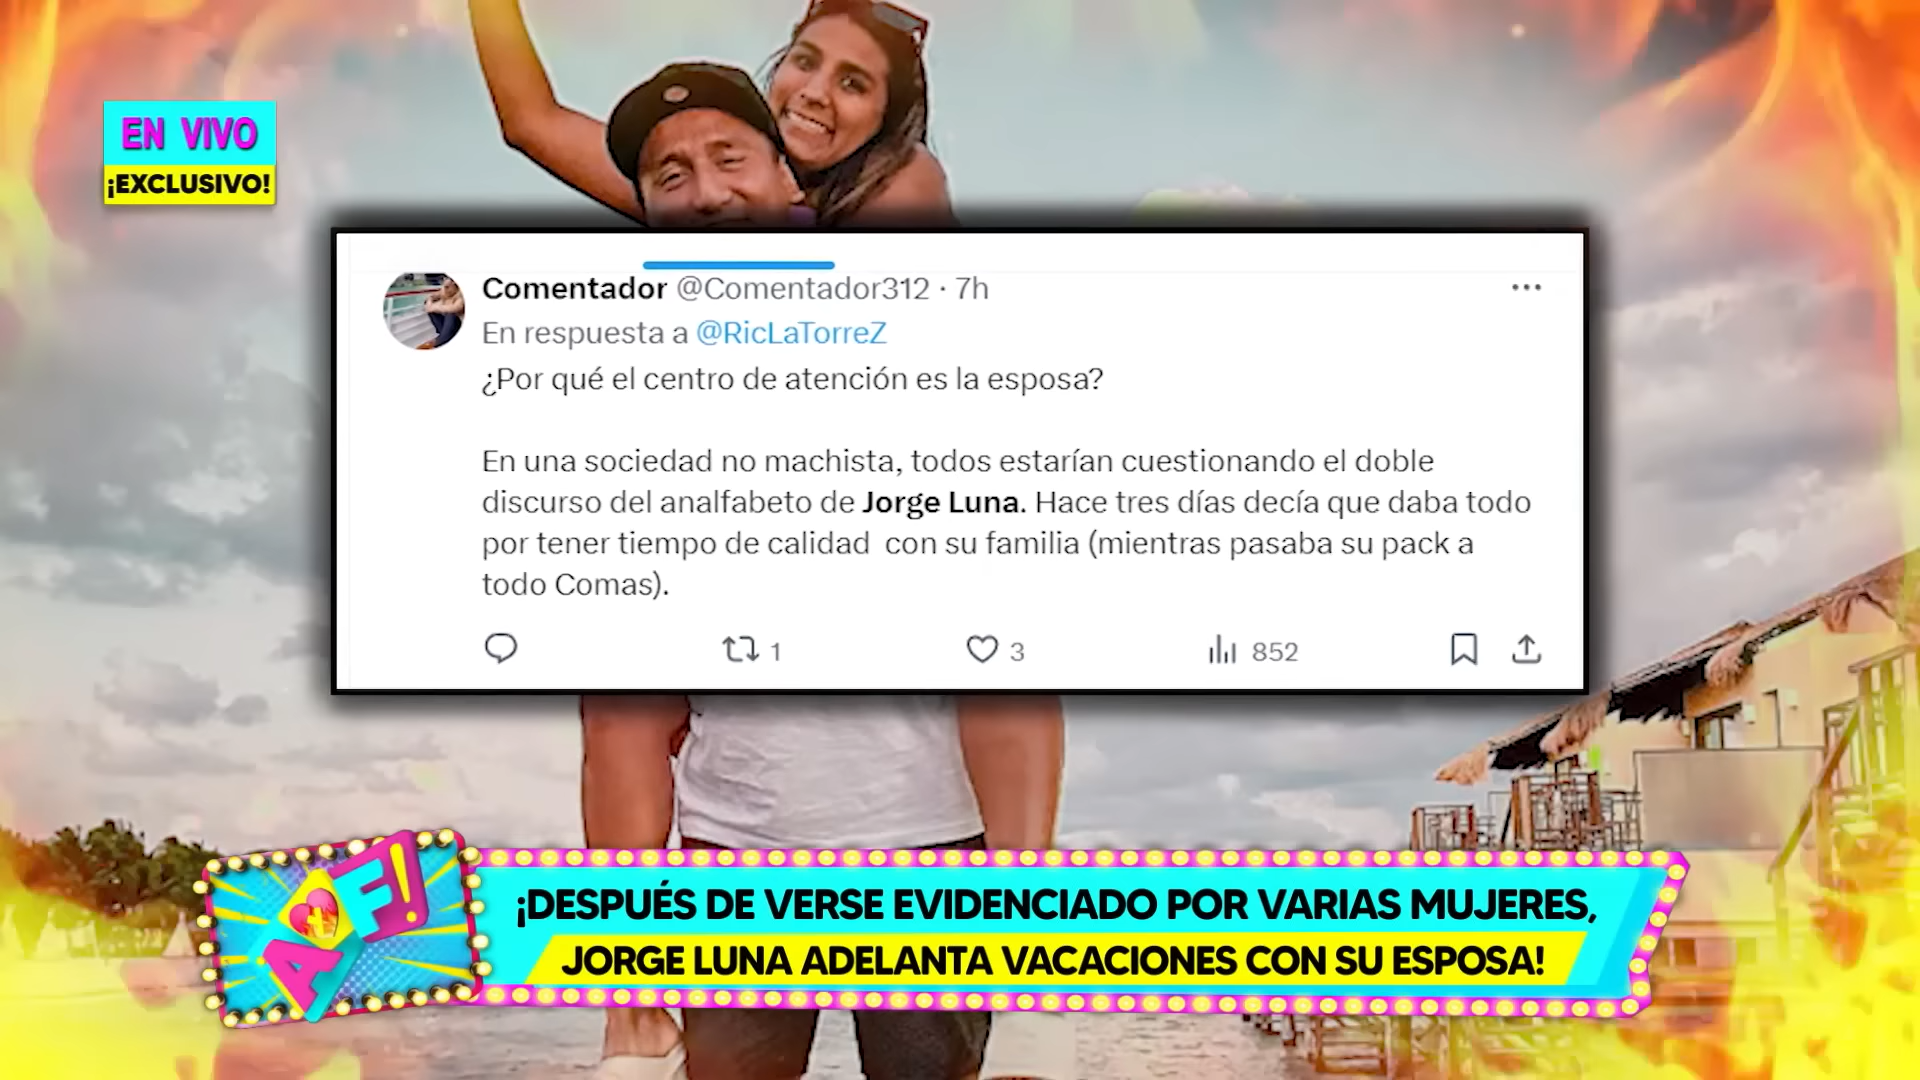 EN VIVO
¡EXCLUSIVO!
Comentador @Comentador312 · 7h
En respuesta a @RicLaTorreZ
¿Por qué el centro de atención es la esposa?
En una sociedad no machista, todos estarían cuestionando el doble
discurso del analfabeto de Jorge Luna. Hace tres días decía que daba todo
por tener tiempo de calidad con su familia (mientras pasaba su pack a
todo Comas).
1 3 852
A+F!
¡DESPUÉS DE VERSE EVIDENCIADO POR VARIAS MUJERES,
JORGE LUNA ADELANTA VACACIONES CON SU ESPOSA!